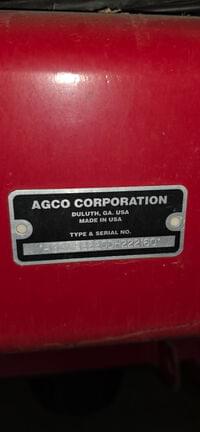 AGCO CORPORATION
DULUTH, GA. USA
MADE IN USA
TYPE & SERIAL NO.